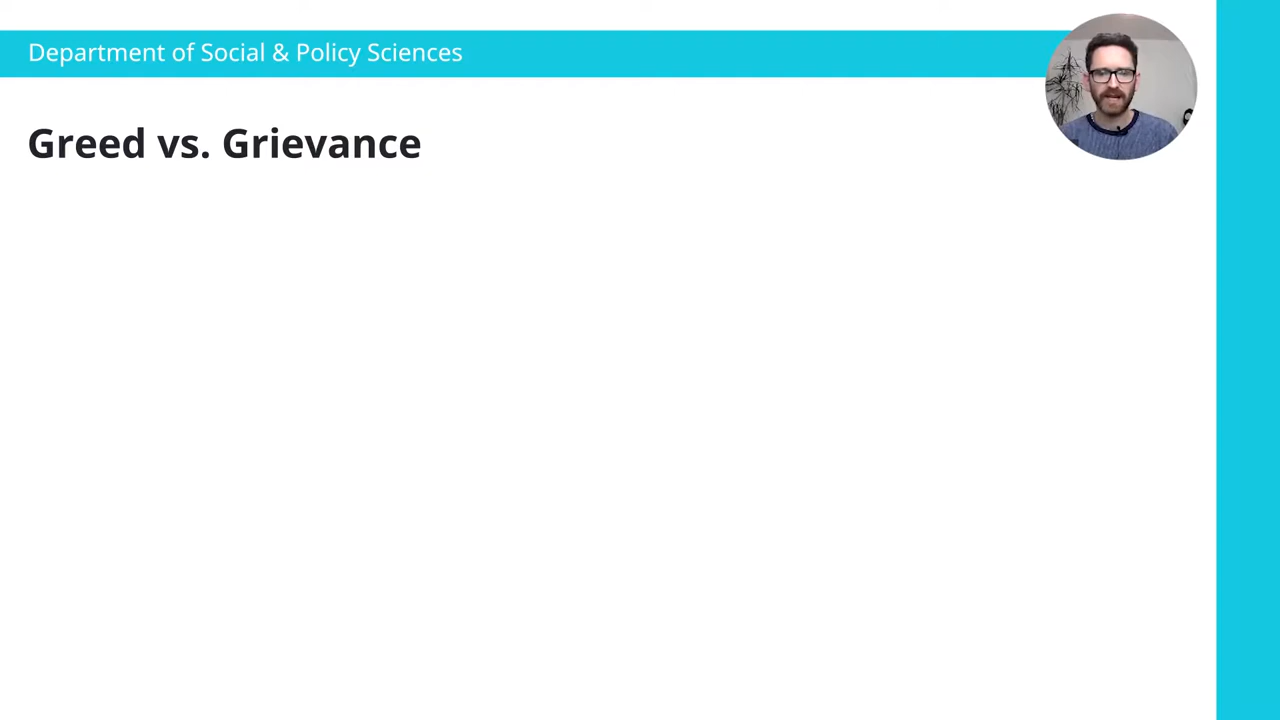 Department of Social & Policy Sciences
Greed vs. Grievance